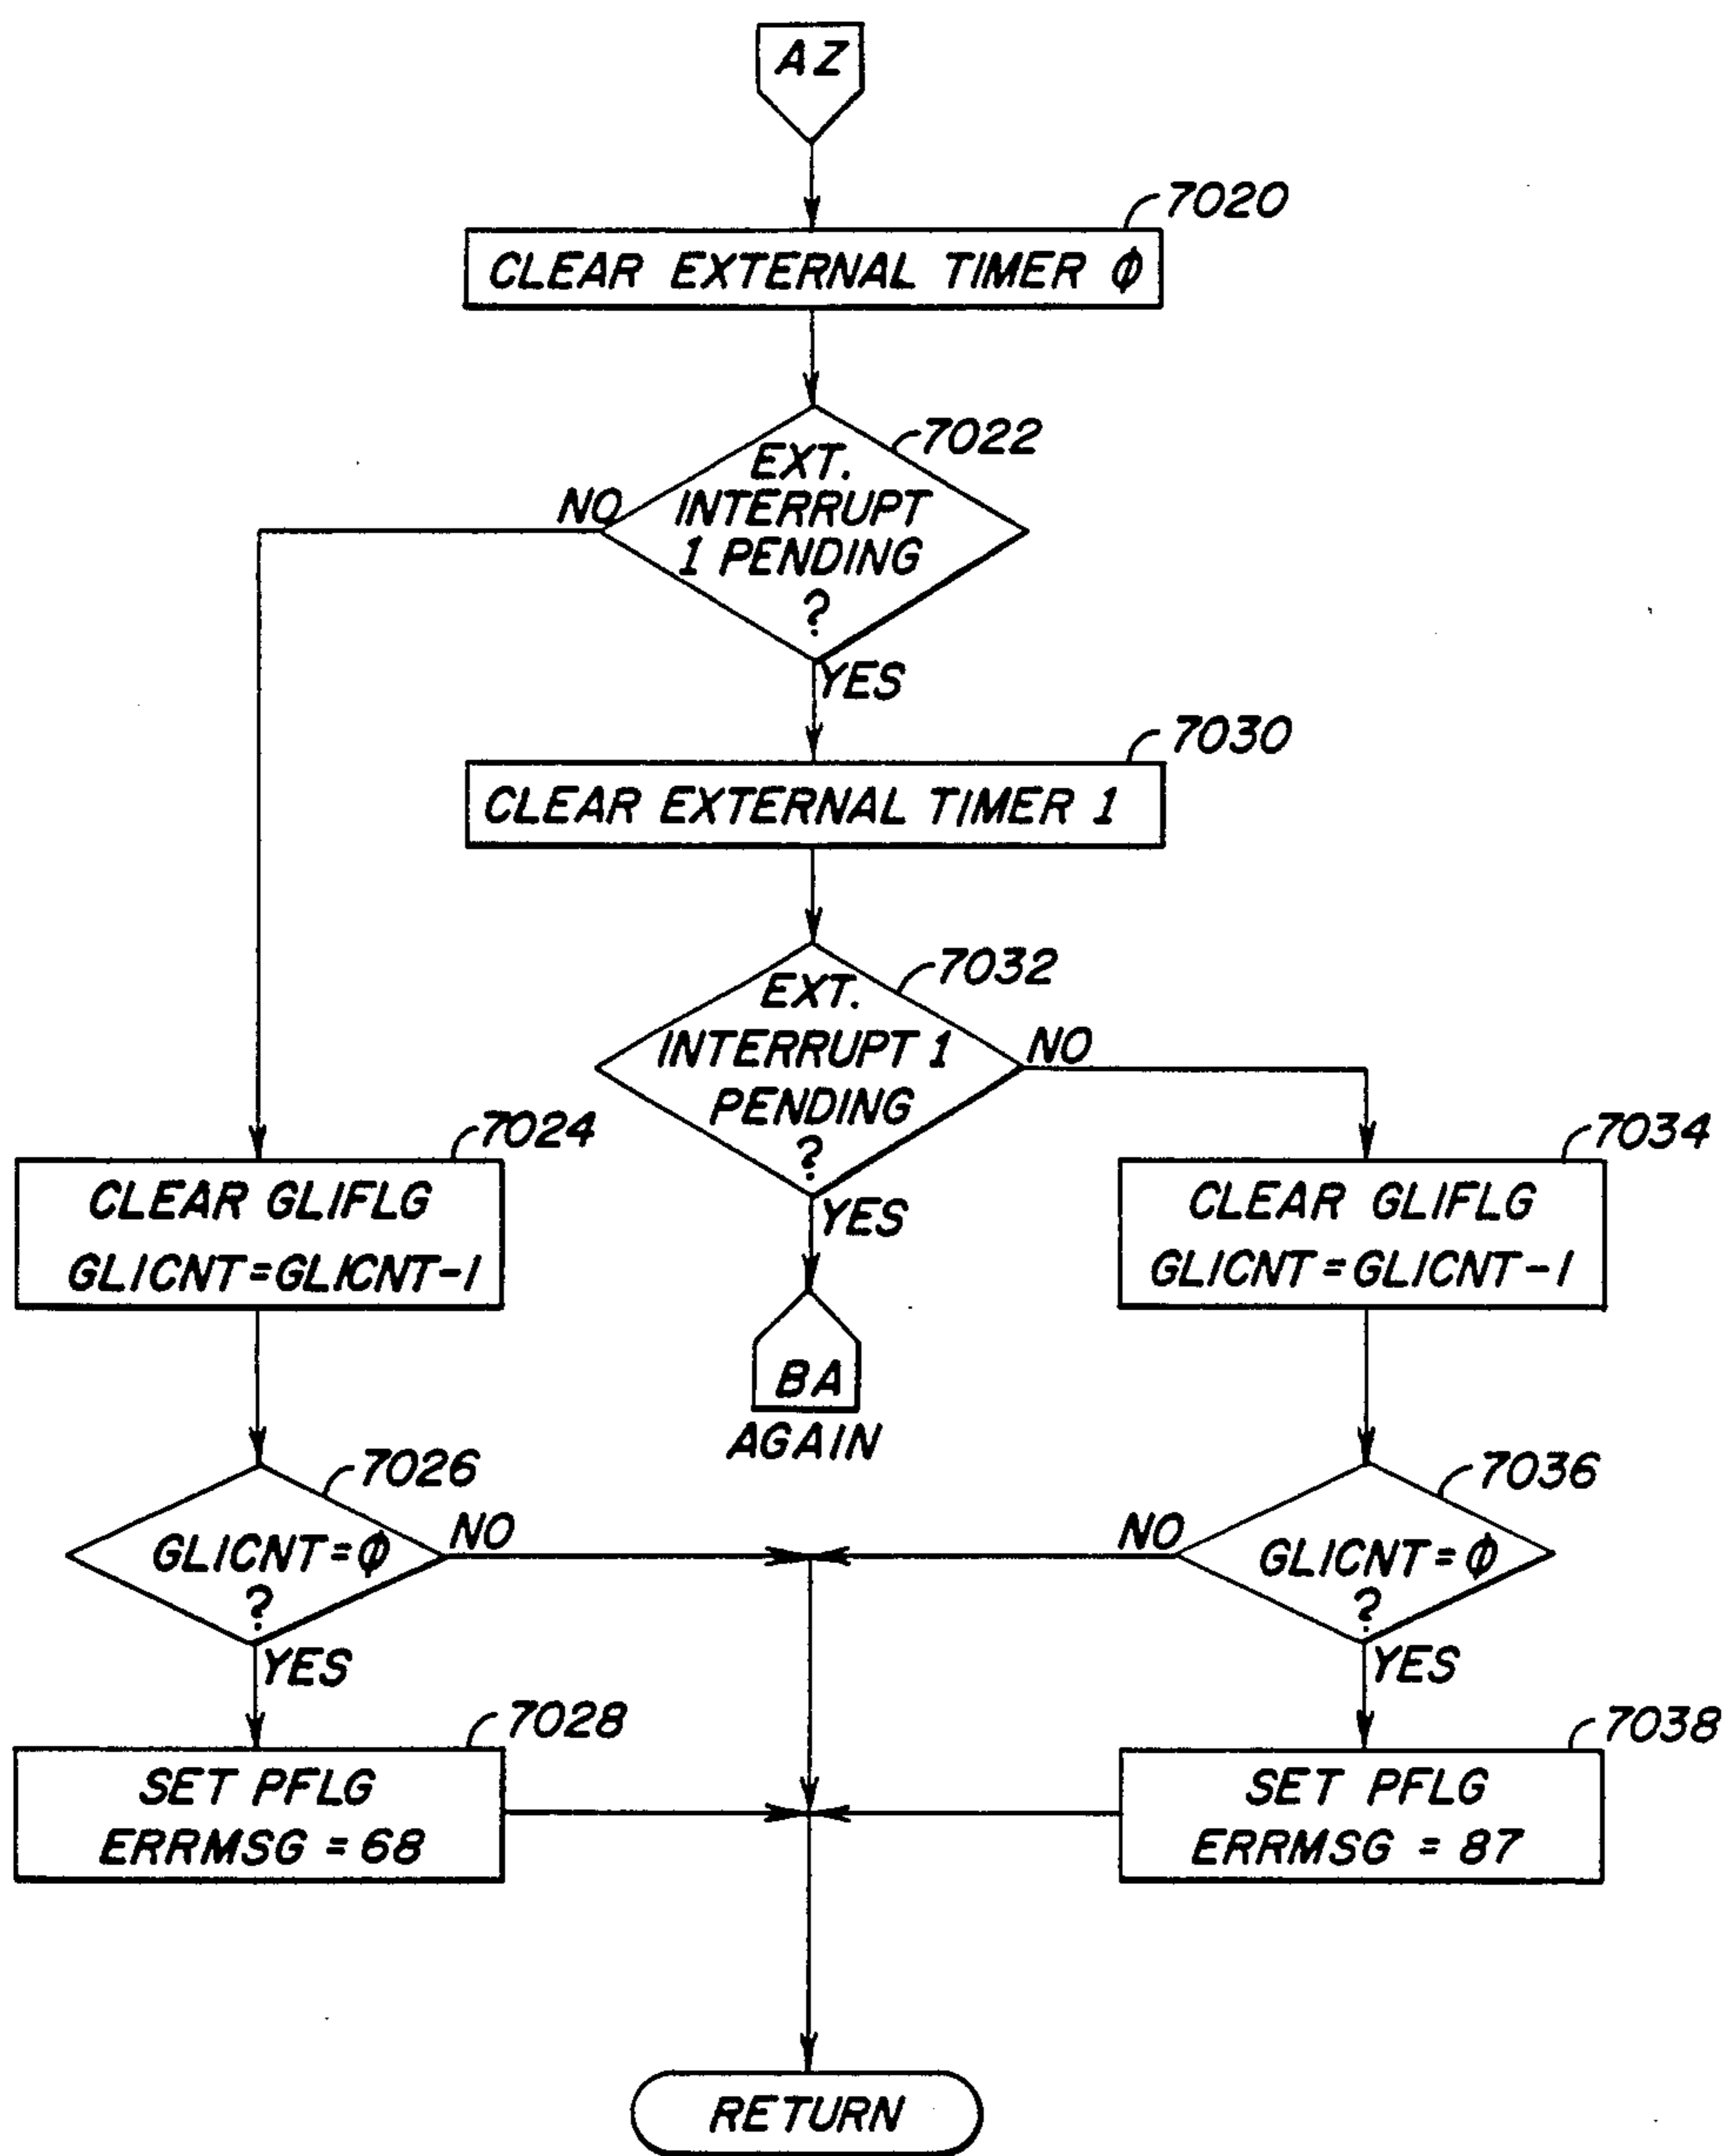 AZ
7020
CLEAR EXTERNAL TIMER φ
7022
EXT.
INTERRUPT
1 PENDING
?
NO
YES
7030
CLEAR EXTERNAL TIMER 1
7032
EXT.
INTERRUPT 1
PENDING
?
NO
YES
7024
CLEAR GLIFLG
GLICNT=GLICNT-1
7034
CLEAR GLIFLG
GLICNT=GLICNT-1
BA
AGAIN
7026
GLICNT=φ
?
NO
YES
7036
GLICNT=φ
?
NO
YES
7028
SET PFLG
ERRMSG = 68
7038
SET PFLG
ERRMSG = 87
RETURN